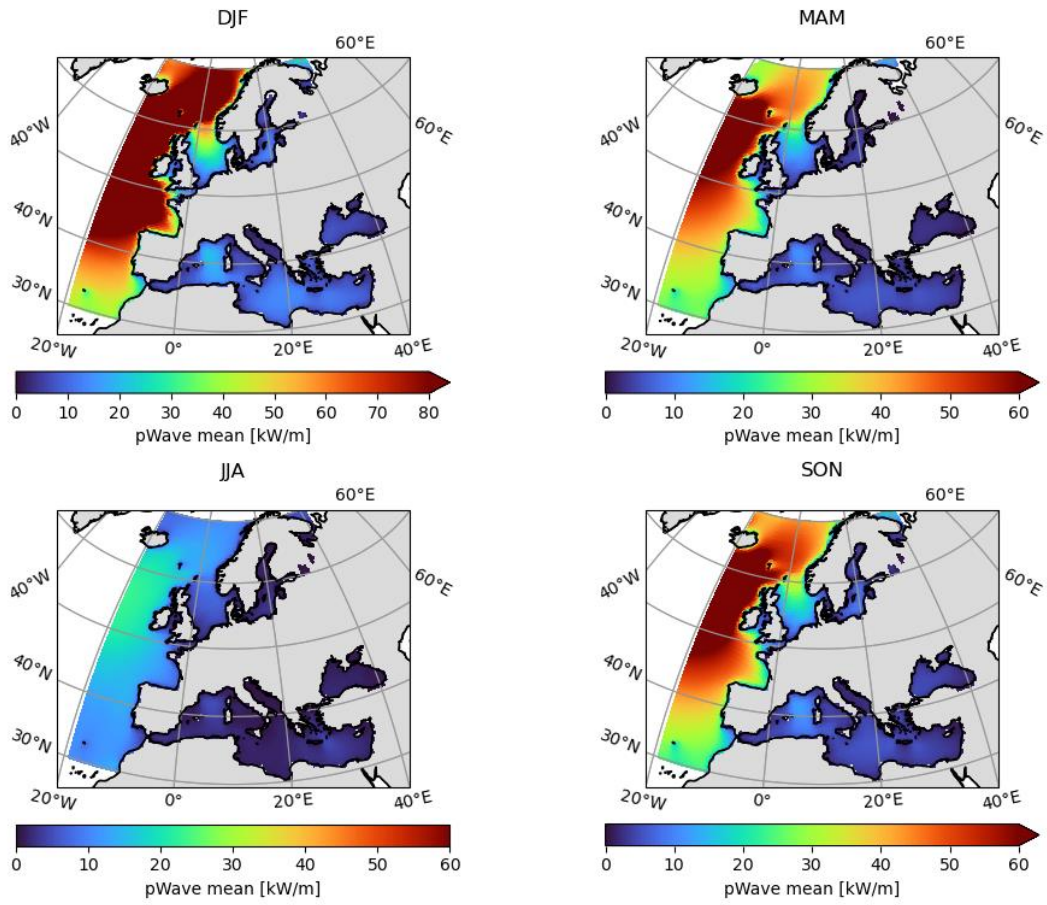 DJF
60°E
40°W
60°E
40°N
30°N
20°W 0° 20°E 40°E
0 10 20 30 40 50 60 70 80
pWave mean [kW/m]
MAM
60°E
40°W
60°E
40°N
30°N
20°W 0° 20°E 40°E
0 10 20 30 40 50 60
pWave mean [kW/m]
JJA
60°E
40°W
60°E
40°N
30°N
20°W 0° 20°E 40°E
0 10 20 30 40 50 60
pWave mean [kW/m]
SON
60°E
40°W
60°E
40°N
30°N
20°W 0° 20°E 40°E
0 10 20 30 40 50 60
pWave mean [kW/m]